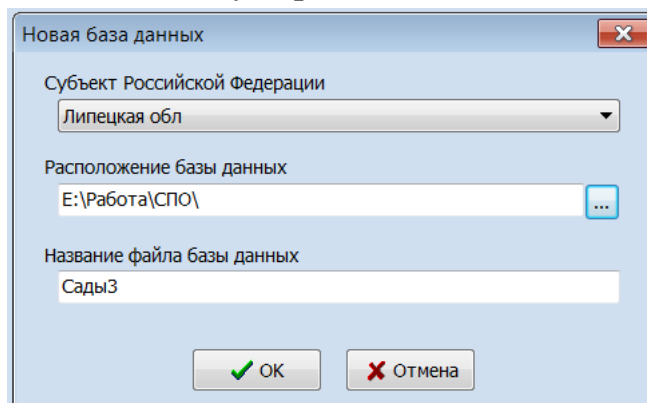 Новая база данных
Субъект Российской Федерации
Липецкая обл
Расположение базы данных
E:\Работа\СПО\
...
Название файла базы данных
Сады3
OK
Отмена